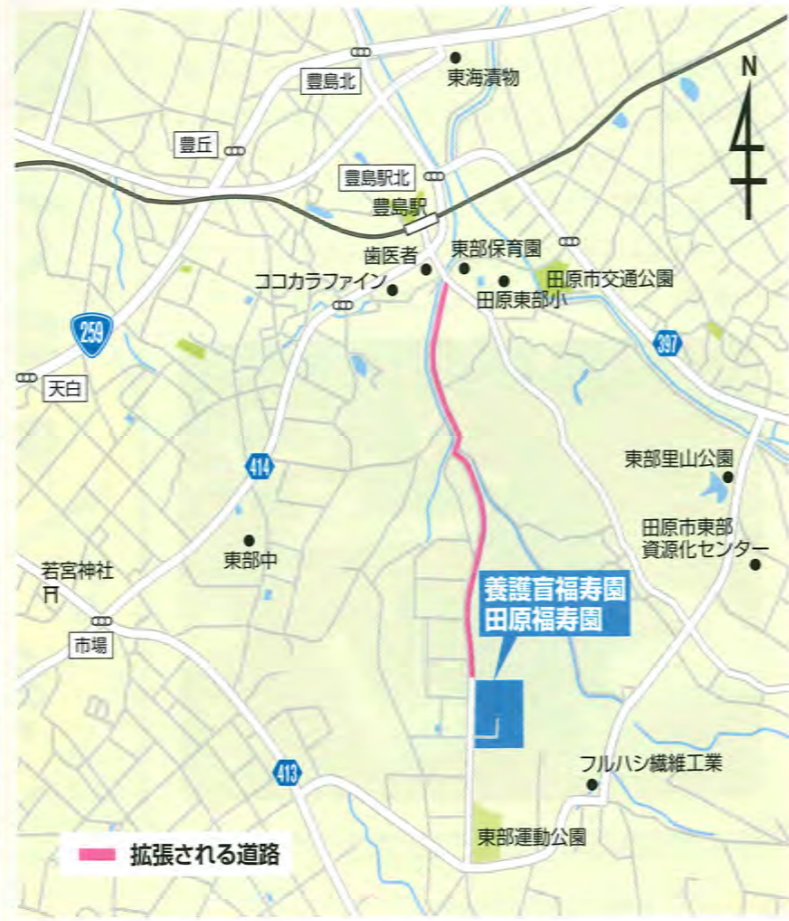 東海漬物
豊島北
N
豊丘
豊島駅北
豊島駅
歯医者
東部保育園
ココカラファイン
田原東部小
田原市交通公園
259
397
天白
414
東部里山公園
東部中
田原市東部
資源化センター
若宮神社
養護盲福寿園
田原福寿園
市場
413
フルハシ繊維工業
東部運動公園
拡張される道路